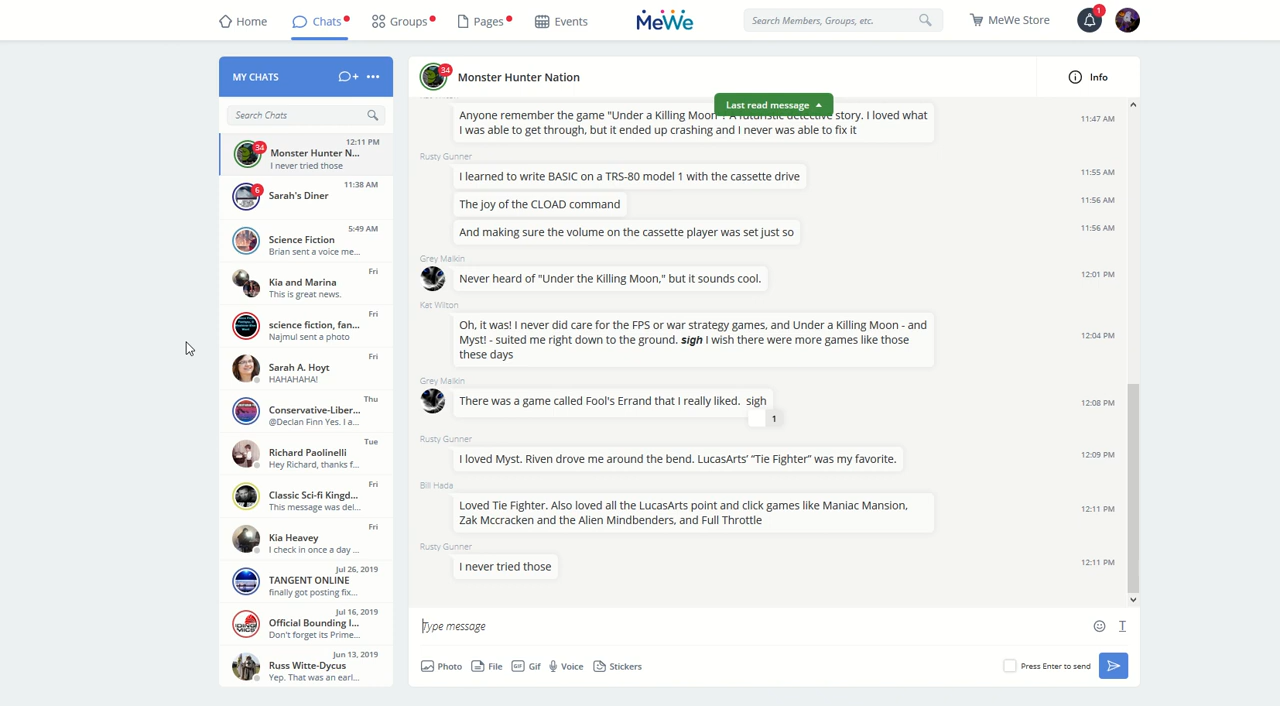 Home
Chats
Groups
Pages
Events
MeWe
Search Members, Groups, etc.
MeWe Store
1
MY CHATS
Search Chats
34
12:11 PM
Monster Hunter N...
I never tried those
6
11:38 AM
Sarah's Diner
5:49 AM
Science Fiction
Brian sent a voice me...
Fri
Kia and Marina
This is great news.
Fri
science fiction, fan...
Najmul sent a photo
Fri
Sarah A. Hoyt
HAHAHAHA!
Thu
Conservative-Liber...
@Declan Finn Yes. I a...
Tue
Richard Paolinelli
Hey Richard, thanks f...
Fri
Classic Sci-fi Kingd...
This message was del...
Fri
Kia Heavey
I check in once a day ...
Jul 26, 2019
TANGENT ONLINE
finally got posting fix...
Jul 16, 2019
Official Bounding I...
Don't forget its Prime...
Jun 13, 2019
Russ Witte-Dycus
Yep. That was an earl...
34
Monster Hunter Nation
Info
Last read message
Anyone remember the game "Under a Killing Moon"? A futuristic detective story. I loved what
I was able to get through, but it ended up crashing and I never was able to fix it
11:47 AM
Rusty Gunner
I learned to write BASIC on a TRS-80 model 1 with the cassette drive
11:55 AM
The joy of the CLOAD command
11:56 AM
And making sure the volume on the cassette player was set just so
11:56 AM
Grey Malkin
Never heard of "Under the Killing Moon," but it sounds cool.
12:01 PM
Kat Wilton
Oh, it was! I never did care for the FPS or war strategy games, and Under a Killing Moon - and
Myst! - suited me right down to the ground. sigh I wish there were more games like those
these days
12:04 PM
Grey Malkin
There was a game called Fool's Errand that I really liked. sigh
1
12:08 PM
Rusty Gunner
I loved Myst. Riven drove me around the bend. LucasArts’ “Tie Fighter” was my favorite.
12:09 PM
Bill Hada
Loved Tie Fighter. Also loved all the LucasArts point and click games like Maniac Mansion,
Zak Mccracken and the Alien Mindbenders, and Full Throttle
12:11 PM
Rusty Gunner
I never tried those
12:11 PM
Type message
Photo
File
Gif
Voice
Stickers
Press Enter to send